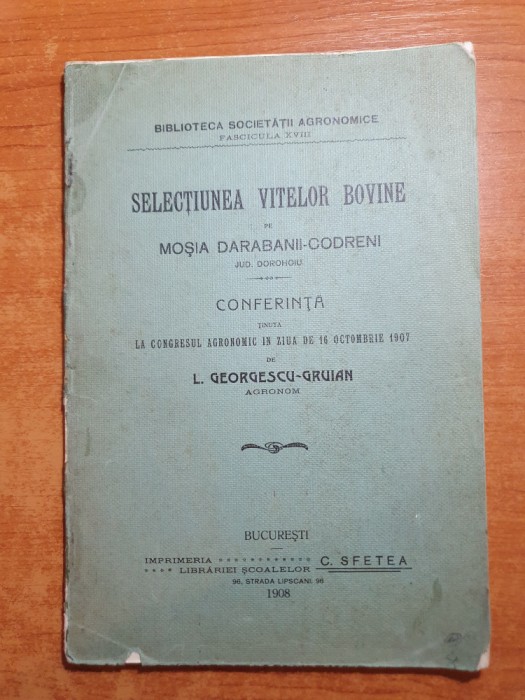 BIBLIOTECA SOCIETĂȚII AGRONOMICE
FASCICULA XVIII
SELECȚIUNEA VITELOR BOVINE
PE
MOȘIA DARABANII-CODRENI
JUD. DOROHOIU
CONFERINȚA
ȚINUTĂ
LA CONGRESUL AGRONOMIC IN ZIUA DE 16 OCTOMBRIE 1907
DE
L. GEORGESCU-GRUIAN
AGRONOM
BUCUREȘTI
IMPRIMERIA ************
**** LIBRĂRIEI ȘCOALELOR C. SFETEA
96, STRADA LIPSCANI, 96
1908